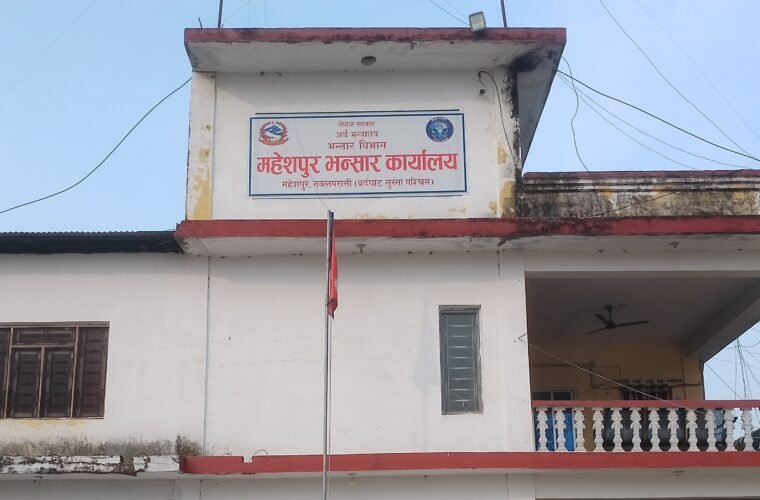 नेपाल सरकार
अर्थ मन्त्रालय
भन्सार विभाग
महेशपुर भन्सार कार्यालय
महेशपुर, नवलपरासी (बर्दघाट सुस्ता पश्चिम)